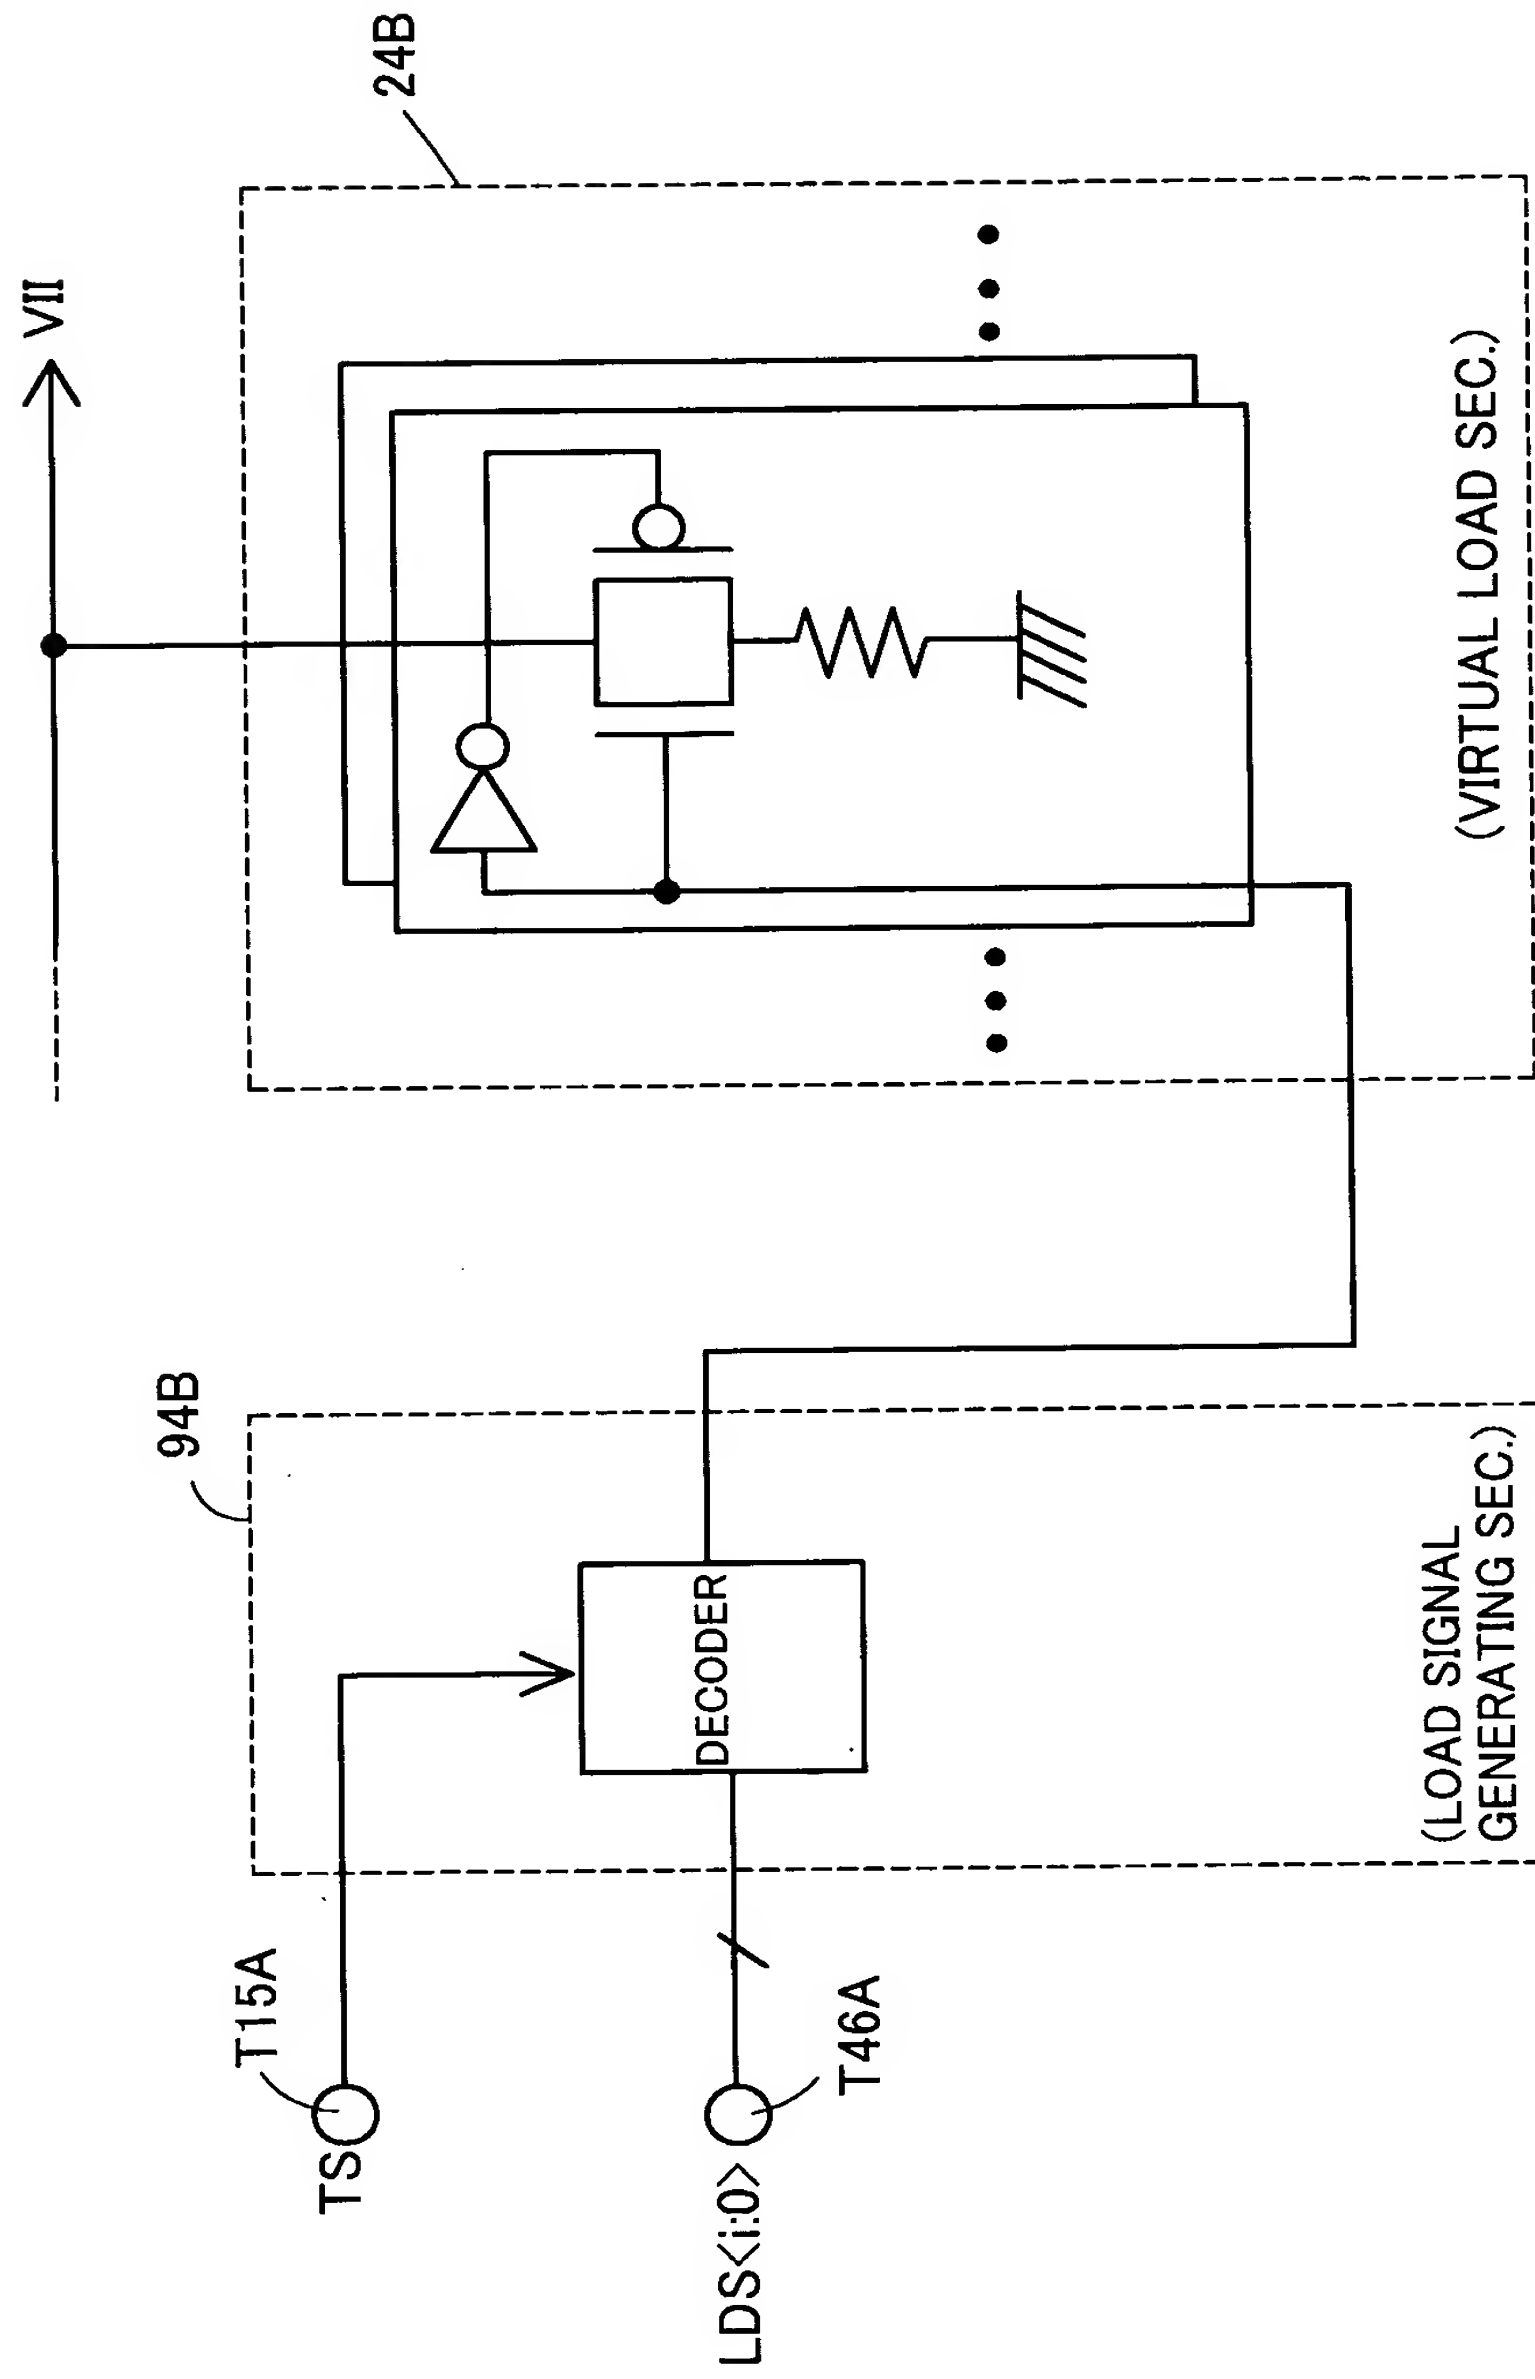 VII
24B
94B
T15A
TS
DECODER
LDS<i:0>
T46A
(LOAD SIGNAL
GENERATING SEC.)
(VIRTUAL LOAD SEC.)